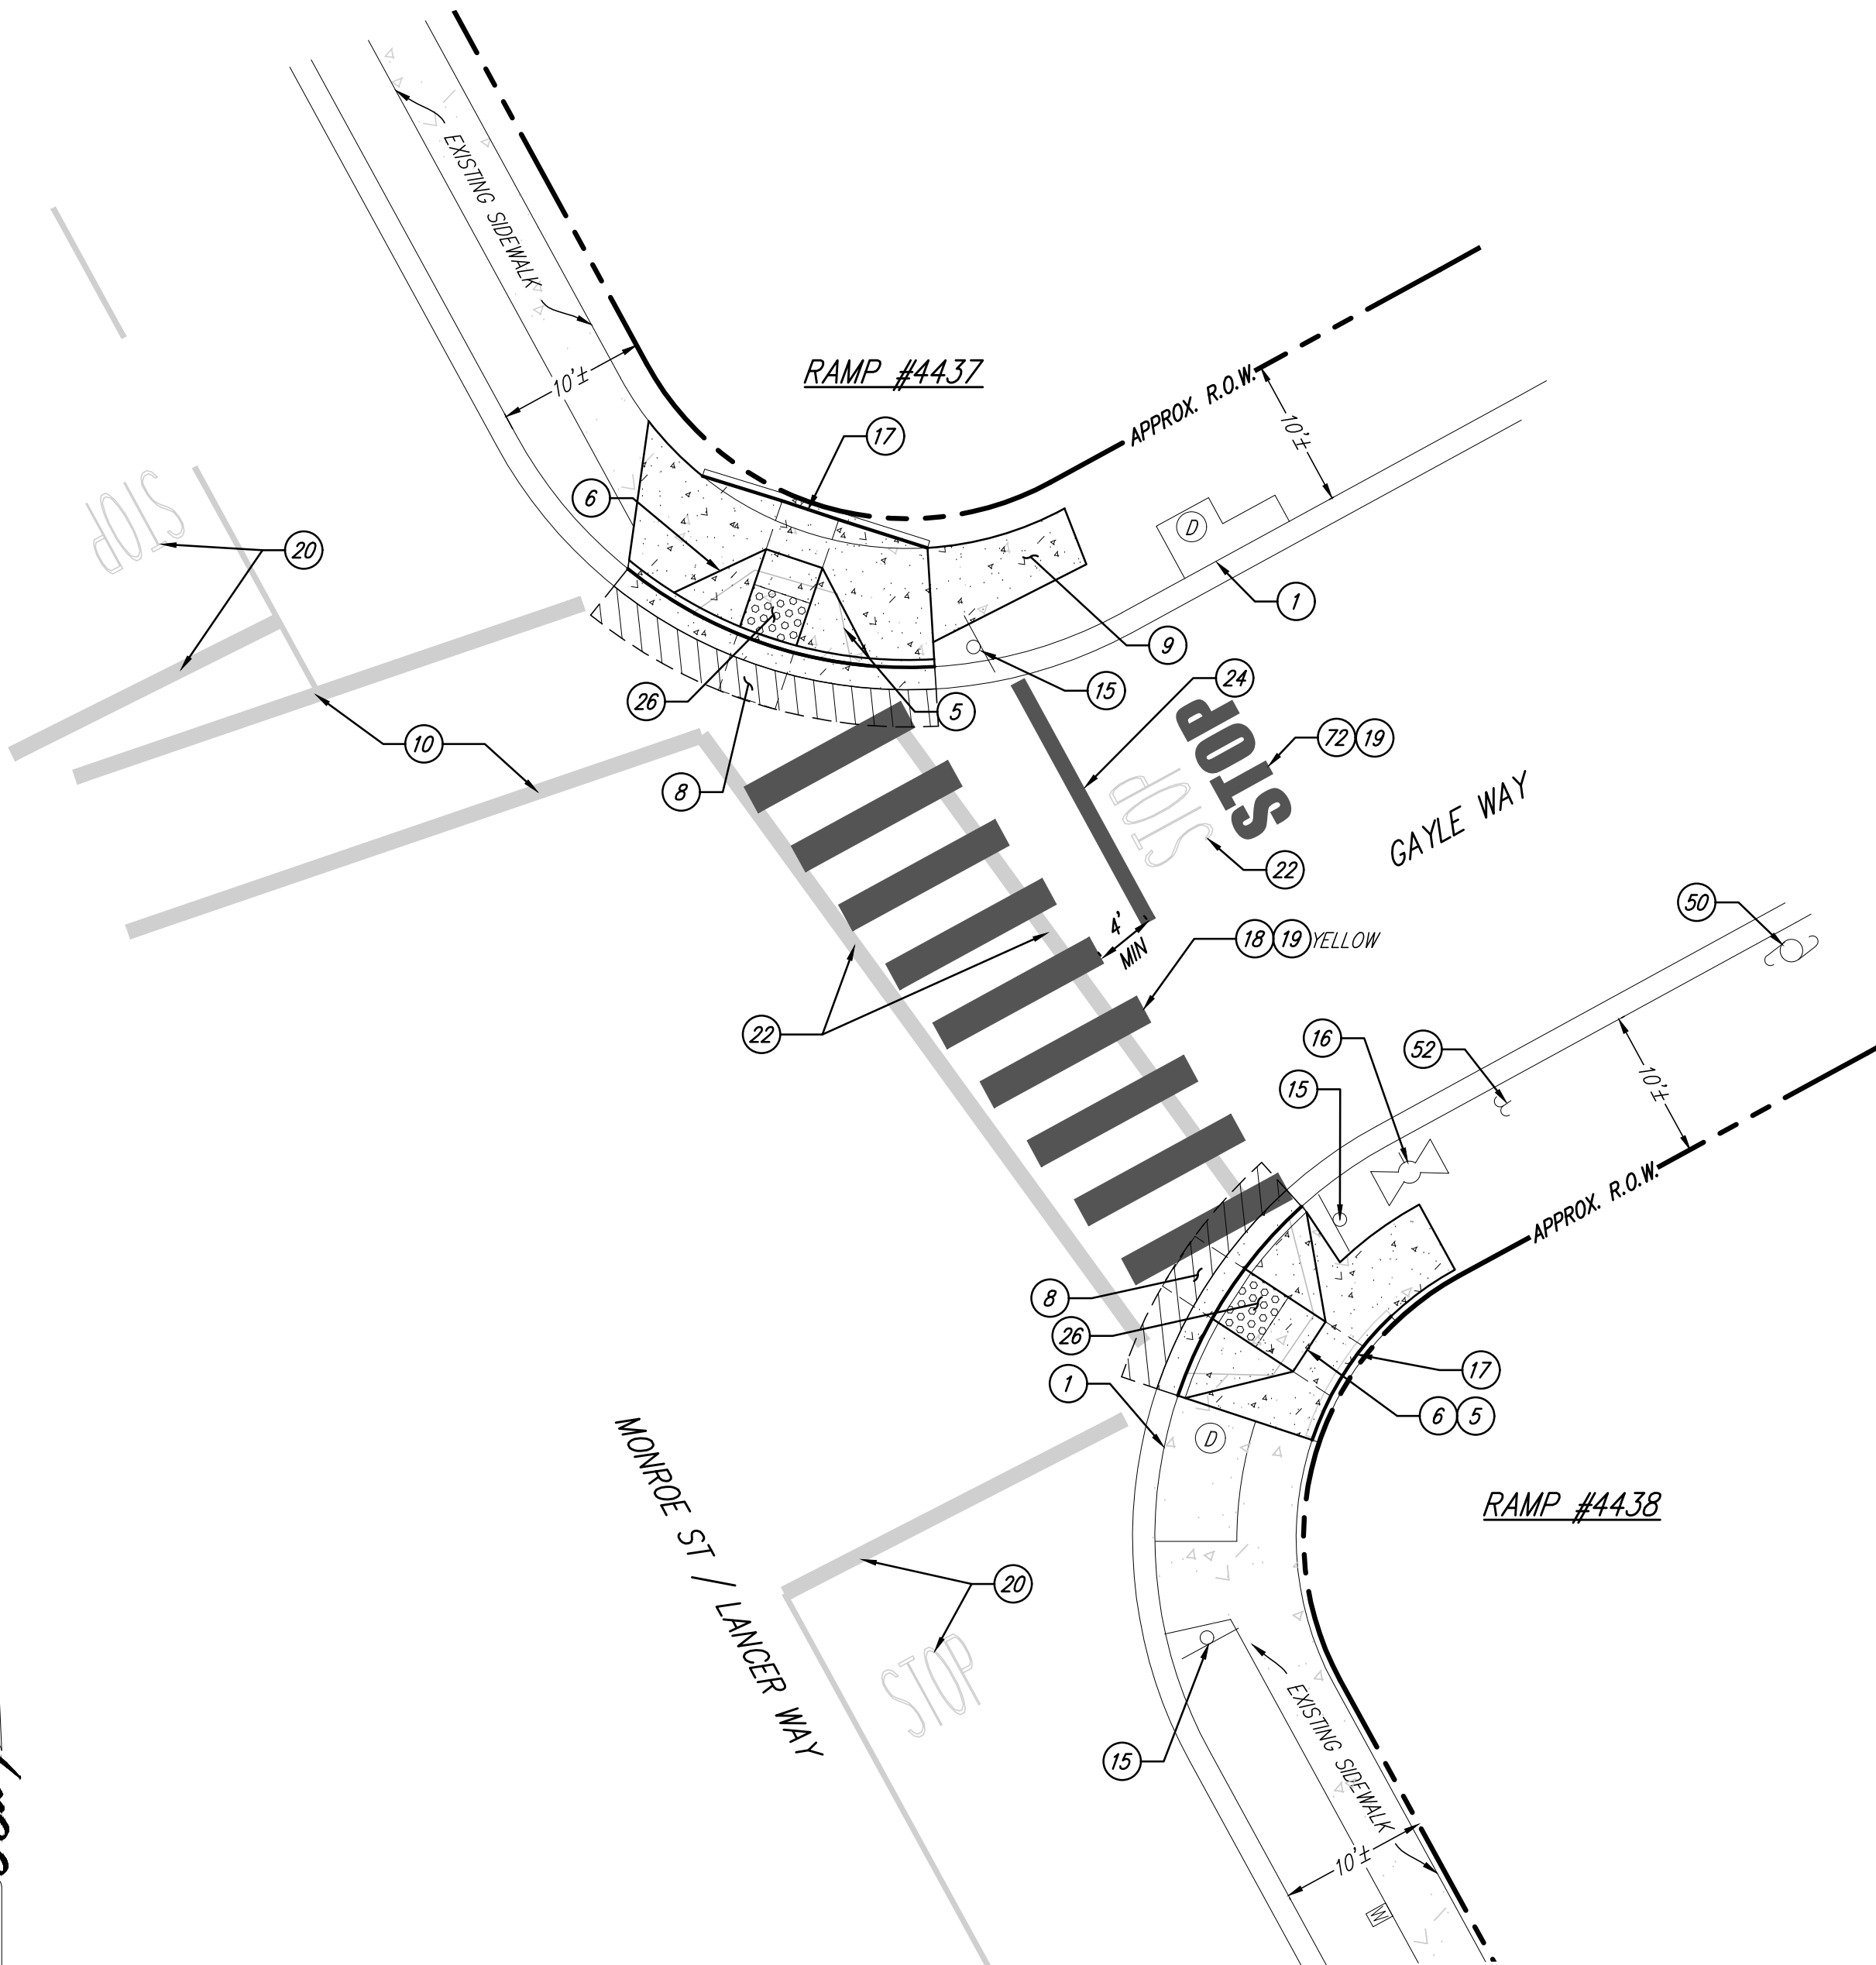 EXISTING SIDEWALK
10'±
RAMP #4437
17
APPROX. R.O.W.
10'±
6
STOP
20
D
1
9
15
24
26
5
STOP
72 19
10
8
STOP
22
GAYLE WAY
4'
MIN
18 19 YELLOW
50
22
16
52
15
10'±
APPROX. R.O.W.
8
26
1
17
6 5
D
RAMP #4438
MONROE ST / LANCER WAY
20
STOP
EXISTING SIDEWALK
15
10'±
W